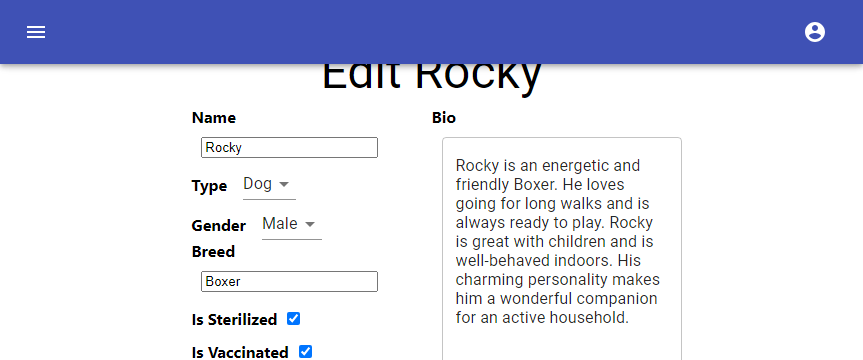 Edit Rocky
Name
Rocky
Type Dog
Gender Male
Breed
Boxer
Is Sterilized
Is Vaccinated
Bio
Rocky is an energetic and
friendly Boxer. He loves
going for long walks and is
always ready to play. Rocky
is great with children and is
well-behaved indoors. His
charming personality makes
him a wonderful companion
for an active household.